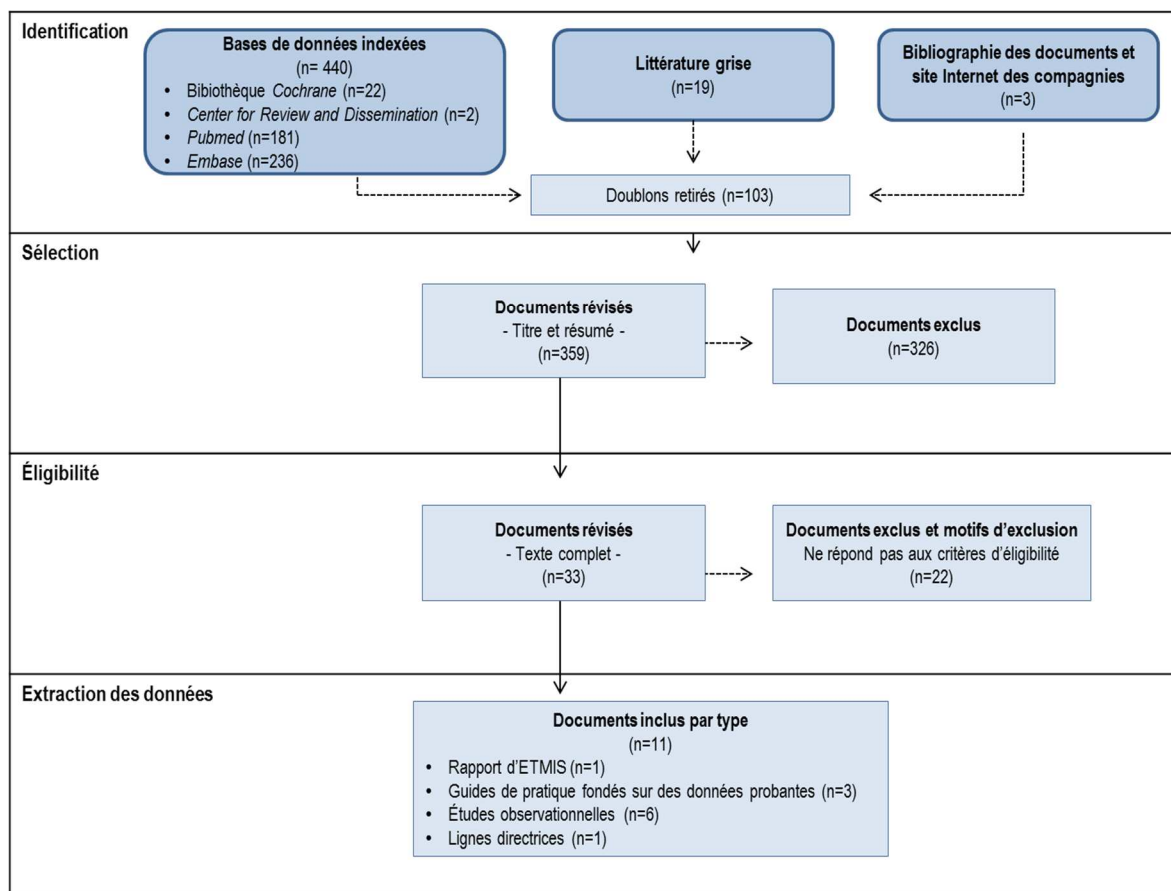 Identification
Bases de données indexées
(n= 440)
• Bibiothèque Cochrane (n=22)
• Center for Review and Dissemination (n=2)
• Pubmed (n=181)
• Embase (n=236)
Littérature grise
(n=19)
Bibliographie des documents et
site Internet des compagnies
(n=3)
Doublons retirés (n=103)
Sélection
Documents révisés
- Titre et résumé -
(n=359)
Documents exclus
(n=326)
Éligibilité
Documents révisés
- Texte complet -
(n=33)
Documents exclus et motifs d'exclusion
Ne répond pas aux critères d'éligibilité
(n=22)
Extraction des données
Documents inclus par type
(n=11)
• Rapport d'ETMIS (n=1)
• Guides de pratique fondés sur des données probantes (n=3)
• Études observationnelles (n=6)
• Lignes directrices (n=1)